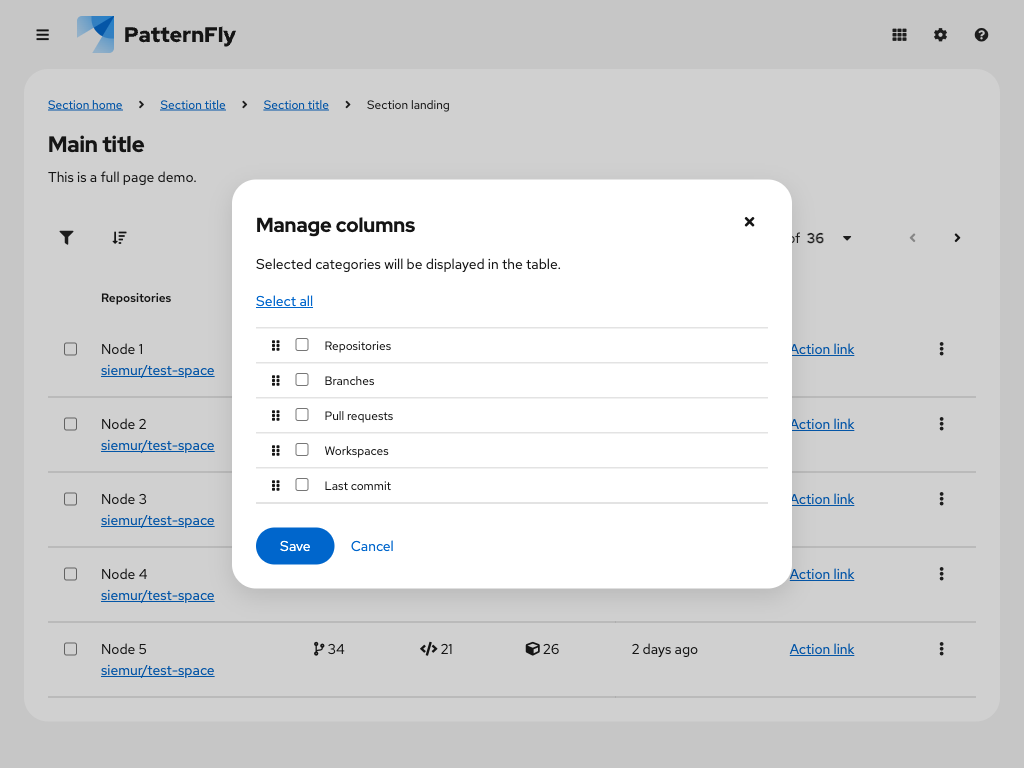 PatternFly
Section home Section title Section title Section landing
Main title
This is a full page demo.
Manage columns
Selected categories will be displayed in the table.
Select all
Repositories
Branches
Pull requests
Workspaces
Last commit
Save Cancel
of 36
Repositories
Node 1
siemur/test-space
Action link
Node 2
siemur/test-space
Action link
Node 3
siemur/test-space
Action link
Node 4
siemur/test-space
Action link
Node 5 34 21 26 2 days ago Action link
siemur/test-space